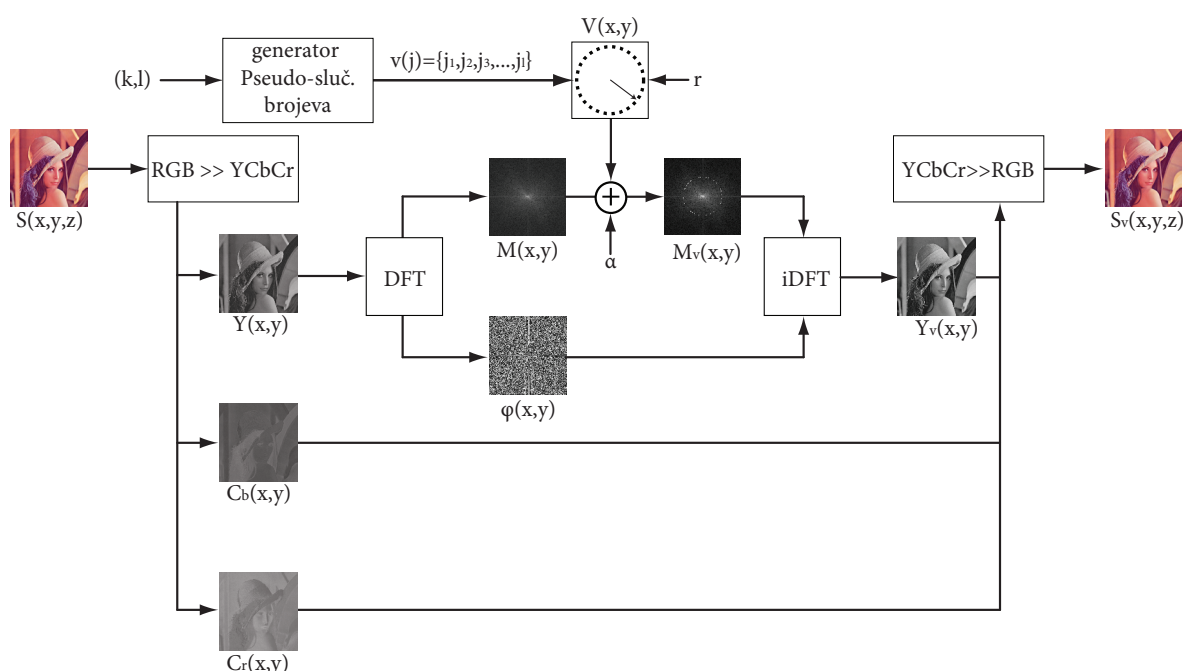 V(x,y)
generator
Pseudo-sluč.
brojeva
(k,l)
v(j)={j₁,j₂,j₃,...,jₗ}
r
RGB >> YCbCr
YCbCr>>RGB
S(x,y,z)
Sᵥ(x,y,z)
M(x,y)
α
Mᵥ(x,y)
DFT
iDFT
Y(x,y)
Yᵥ(x,y)
φ(x,y)
Cb(x,y)
Cr(x,y)